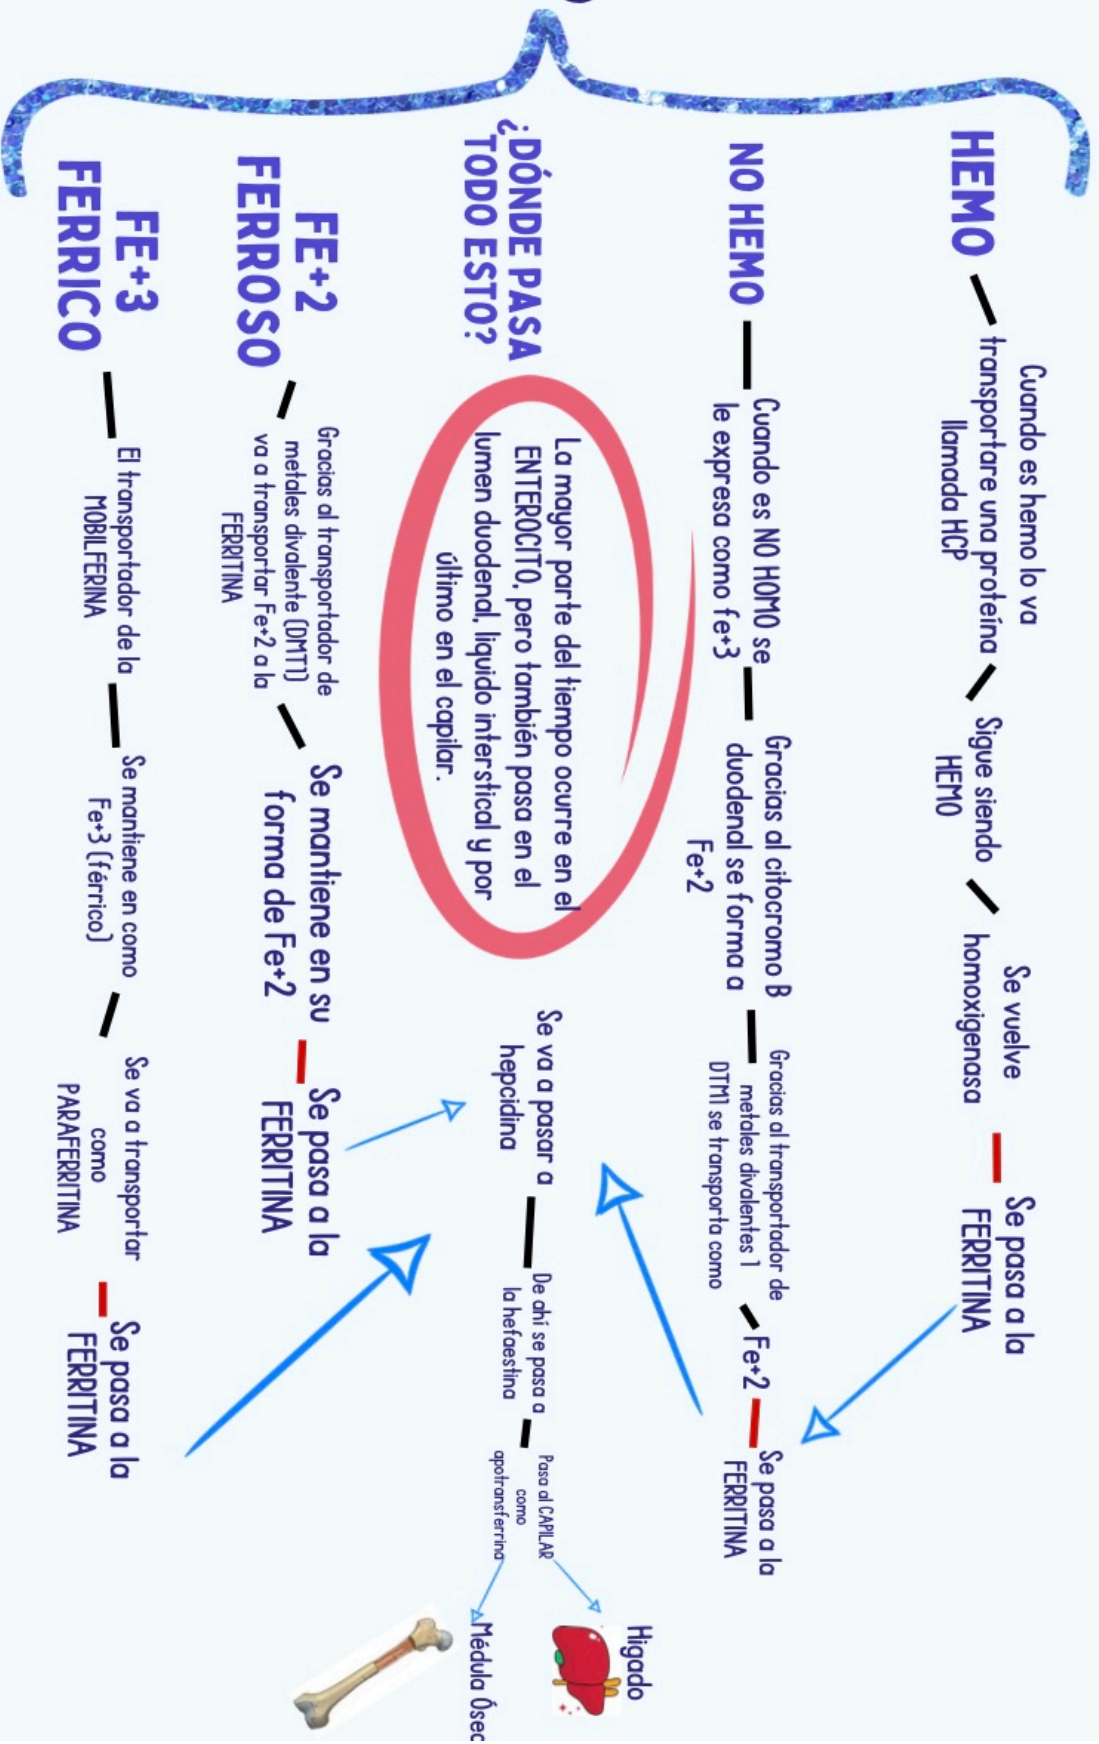 HEMO
Cuando es hemo lo va
transportare una proteína
llamada HCP
Sigue siendo
HEMO
Se vuelve
homoxigenasa
Se pasa a la
FERRITINA
NO HEMO
Cuando es NO HOMO se
le expresa como fe+3
Gracias al citocromo B
duodenal se forma a
Fe+2
Gracias al transportador de
metales divalentes 1
DTM1 se transporta como
Fe+2
Se pasa a la
FERRITINA
¿DÓNDE PASA
TODO ESTO?
La mayor parte del tiempo ocurre en el
ENTEROCITO, pero también pasa en el
lumen duodenal, liquido interstical y por
último en el capilar.
Se va a pasar a
hepcidina
De ahí se pasa a
la hefaestina
Pasa al CAPILAR
como
apotransferrina
Higado
Médula Ósea
FE+2
FERROSO
Gracias al transportador de
metales divalente (DMT1)
va a transportar Fe+2 a la
FERRITINA
Se mantiene en su
forma de Fe+2
Se pasa a la
FERRITINA
FE+3
FERRICO
El transportador de la
MOBILFERINA
Se mantiene en como
Fe+3 (férrico)
Se va a transportar
como
PARAFERRITINA
Se pasa a la
FERRITINA